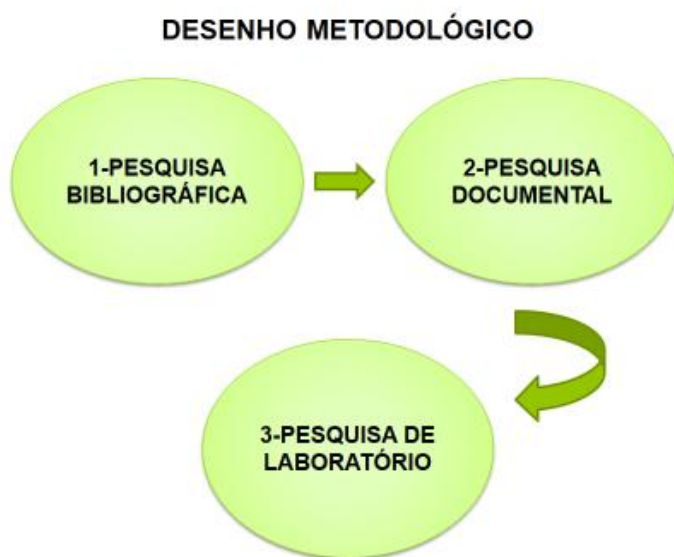 DESENHO METODOLÓGICO
1-PESQUISA
BIBLIOGRÁFICA
2-PESQUISA
DOCUMENTAL
3-PESQUISA DE
LABORATÓRIO